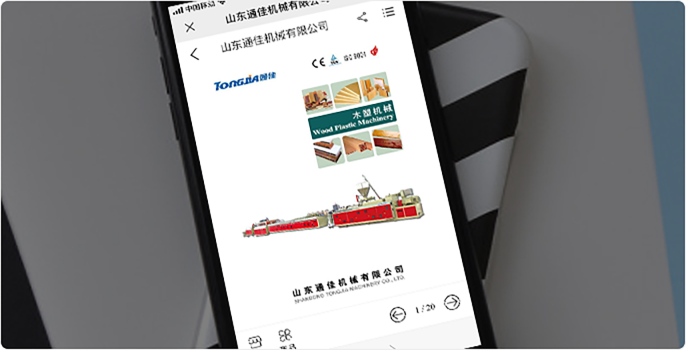 中国移动
山东通佳机械有限公司
山东通佳机械有限公司
TONGJIA 通佳
CE ISO 9001
木塑机械
Wood Plastic Machinery
山东通佳机械有限公司
SHANDONG TONGJIA MACHINERY CO., LTD.
1 / 20